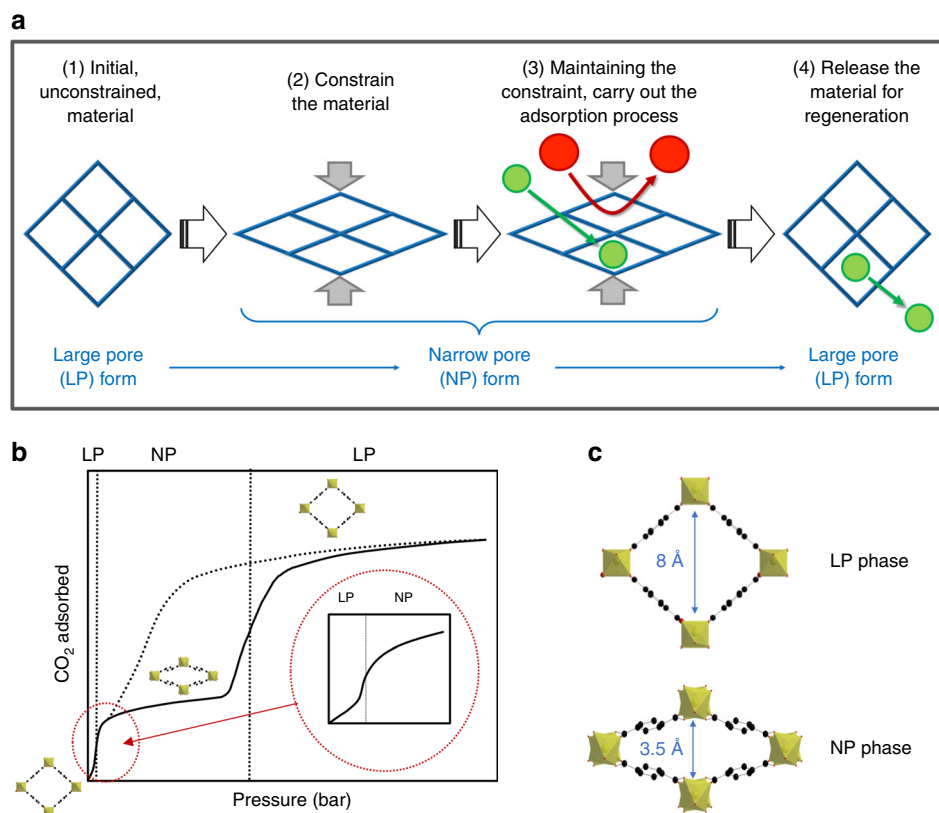 a
(1) Initial,
unconstrained,
material
(2) Constrain
the material
(3) Maintaining the
constraint, carry out the
adsorption process
(4) Release the
material for
regeneration
Large pore
(LP) form
Narrow pore
(NP) form
Large pore
(LP) form
b
LP
NP
LP
CO₂ adsorbed
LP
NP
Pressure (bar)
c
8 Å
LP phase
3.5 Å
NP phase